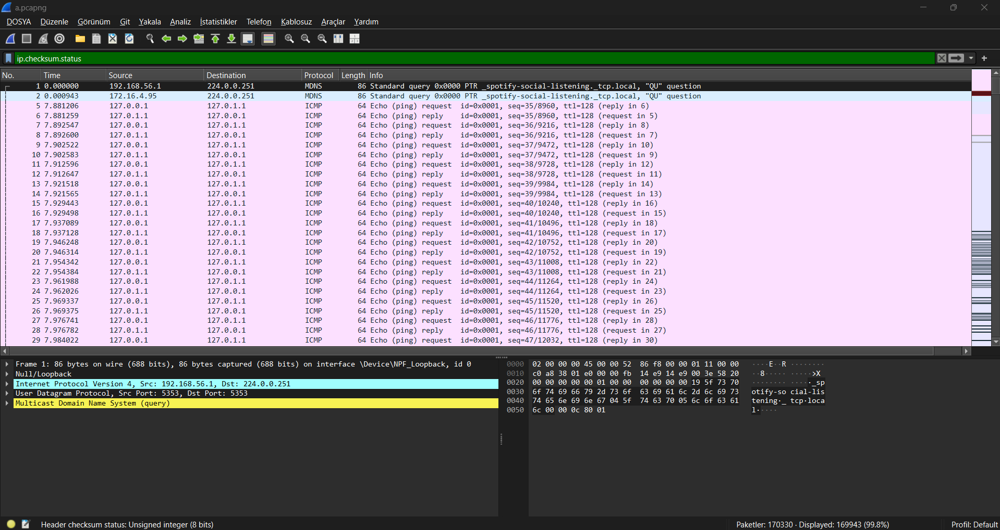 a.pcapng
DOSYA Düzenle Görünüm Git Yakala Analiz İstatistikler Telefon Kablosuz Araçlar Yardım
ip.checksum.status
No. Time Source Destination Protocol Length Info
1 0.000000 192.168.56.1 224.0.0.251 MDNS 86 Standard query 0x0000 PTR _spotify-social-listening._tcp.local, "QU" question
2 0.000943 172.16.4.95 224.0.0.251 MDNS 86 Standard query 0x0000 PTR _spotify-social-listening._tcp.local, "QU" question
5 7.881206 127.0.0.1 127.0.1.1 ICMP 64 Echo (ping) request id=0x0001, seq=35/8960, ttl=128 (reply in 6)
6 7.881259 127.0.1.1 127.0.0.1 ICMP 64 Echo (ping) reply id=0x0001, seq=35/8960, ttl=128 (request in 5)
7 7.892547 127.0.0.1 127.0.1.1 ICMP 64 Echo (ping) request id=0x0001, seq=36/9216, ttl=128 (reply in 8)
8 7.892600 127.0.1.1 127.0.0.1 ICMP 64 Echo (ping) reply id=0x0001, seq=36/9216, ttl=128 (request in 7)
9 7.902522 127.0.0.1 127.0.1.1 ICMP 64 Echo (ping) request id=0x0001, seq=37/9472, ttl=128 (reply in 10)
10 7.902583 127.0.1.1 127.0.0.1 ICMP 64 Echo (ping) reply id=0x0001, seq=37/9472, ttl=128 (request in 9)
11 7.912596 127.0.0.1 127.0.1.1 ICMP 64 Echo (ping) request id=0x0001, seq=38/9728, ttl=128 (reply in 12)
12 7.912647 127.0.1.1 127.0.0.1 ICMP 64 Echo (ping) reply id=0x0001, seq=38/9728, ttl=128 (request in 11)
13 7.921518 127.0.0.1 127.0.1.1 ICMP 64 Echo (ping) request id=0x0001, seq=39/9984, ttl=128 (reply in 14)
14 7.921565 127.0.1.1 127.0.0.1 ICMP 64 Echo (ping) reply id=0x0001, seq=39/9984, ttl=128 (request in 13)
15 7.929443 127.0.0.1 127.0.1.1 ICMP 64 Echo (ping) request id=0x0001, seq=40/10240, ttl=128 (reply in 16)
16 7.929498 127.0.1.1 127.0.0.1 ICMP 64 Echo (ping) reply id=0x0001, seq=40/10240, ttl=128 (request in 15)
17 7.937089 127.0.0.1 127.0.1.1 ICMP 64 Echo (ping) request id=0x0001, seq=41/10496, ttl=128 (reply in 18)
18 7.937128 127.0.1.1 127.0.0.1 ICMP 64 Echo (ping) reply id=0x0001, seq=41/10496, ttl=128 (request in 17)
19 7.946248 127.0.0.1 127.0.1.1 ICMP 64 Echo (ping) request id=0x0001, seq=42/10752, ttl=128 (reply in 20)
20 7.946314 127.0.1.1 127.0.0.1 ICMP 64 Echo (ping) reply id=0x0001, seq=42/10752, ttl=128 (request in 19)
21 7.954342 127.0.0.1 127.0.1.1 ICMP 64 Echo (ping) request id=0x0001, seq=43/11008, ttl=128 (reply in 22)
22 7.954384 127.0.1.1 127.0.0.1 ICMP 64 Echo (ping) reply id=0x0001, seq=43/11008, ttl=128 (request in 21)
23 7.961988 127.0.0.1 127.0.1.1 ICMP 64 Echo (ping) request id=0x0001, seq=44/11264, ttl=128 (reply in 24)
24 7.962026 127.0.1.1 127.0.0.1 ICMP 64 Echo (ping) reply id=0x0001, seq=44/11264, ttl=128 (request in 23)
25 7.969337 127.0.0.1 127.0.1.1 ICMP 64 Echo (ping) request id=0x0001, seq=45/11520, ttl=128 (reply in 26)
26 7.969375 127.0.1.1 127.0.0.1 ICMP 64 Echo (ping) reply id=0x0001, seq=45/11520, ttl=128 (request in 25)
27 7.976741 127.0.0.1 127.0.1.1 ICMP 64 Echo (ping) request id=0x0001, seq=46/11776, ttl=128 (reply in 28)
28 7.976782 127.0.1.1 127.0.0.1 ICMP 64 Echo (ping) reply id=0x0001, seq=46/11776, ttl=128 (request in 27)
29 7.984022 127.0.0.1 127.0.1.1 ICMP 64 Echo (ping) request id=0x0001, seq=47/12032, ttl=128 (reply in 30)
Frame 1: 86 bytes on wire (688 bits), 86 bytes captured (688 bits) on interface \Device\NPF_Loopback, id 0
Null/Loopback
Internet Protocol Version 4, Src: 192.168.56.1, Dst: 224.0.0.251
User Datagram Protocol, Src Port: 5353, Dst Port: 5353
Multicast Domain Name System (query)
0000 02 00 00 00 45 00 00 52 86 f8 00 00 01 11 00 00 ····E··R ········
0010 c0 a8 38 01 e0 00 00 fb 14 e9 14 e9 00 3e 58 20 ··8····· ·····>X
0020 00 00 00 00 00 01 00 00 00 00 00 00 19 5f 73 70 ········ ····._sp
0030 6f 74 69 66 79 2d 73 6f 63 69 61 6c 2d 6c 69 73 otify-so cial-lis
0040 74 65 6e 69 6e 67 04 5f 74 63 70 05 6c 6f 63 61 tening·_ tcp·loca
0050 6c 00 00 0c 80 01 l·····
Header checksum status: Unsigned integer (8 bits)
Paketler: 170330 · Displayed: 169943 (99.8%)
Profil: Default